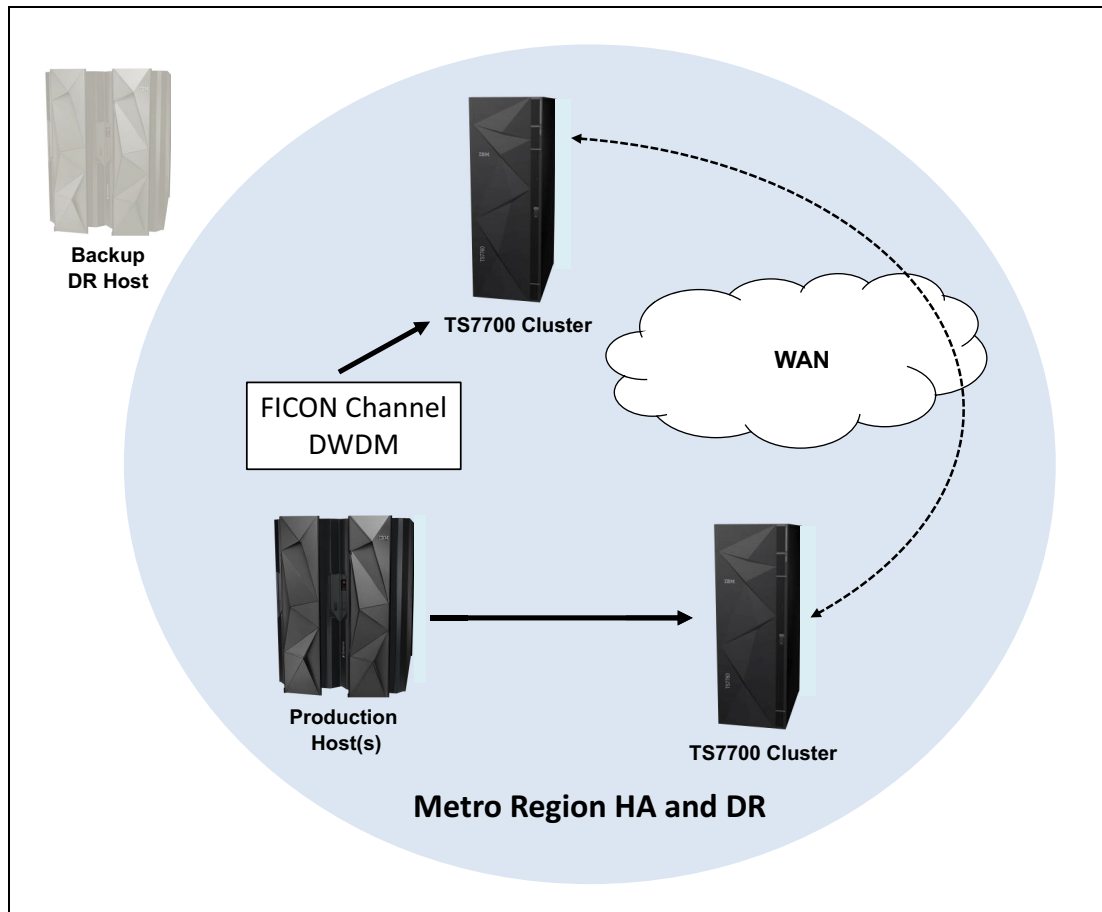 Backup
DR Host
TS7700 Cluster
WAN
FICON Channel
DWDM
Production
Host(s)
TS7700 Cluster
Metro Region HA and DR